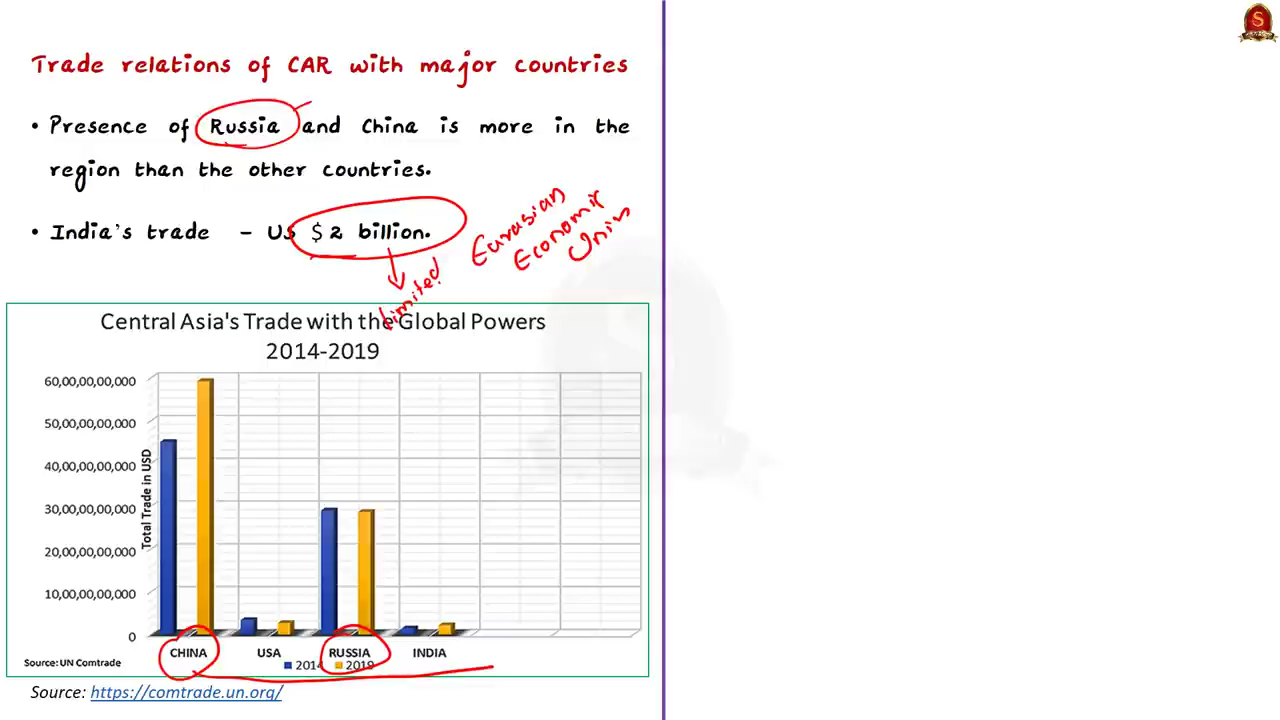 Trade relations of CAR with major countries
• Presence of Russia and China is more in the
region than the other countries.
• India's trade - US $2 billion.
Eurasian
Economic
Union
limited
Central Asia's Trade with the Global Powers
2014-2019
60,00,00,00,000
50,00,00,00,000
40,00,00,00,000
30,00,00,00,000
20,00,00,00,000
10,00,00,00,000
0
Total Trade in USD
CHINA USA RUSSIA INDIA
2014 2019
Source: UN Comtrade
Source: https://comtrade.un.org/